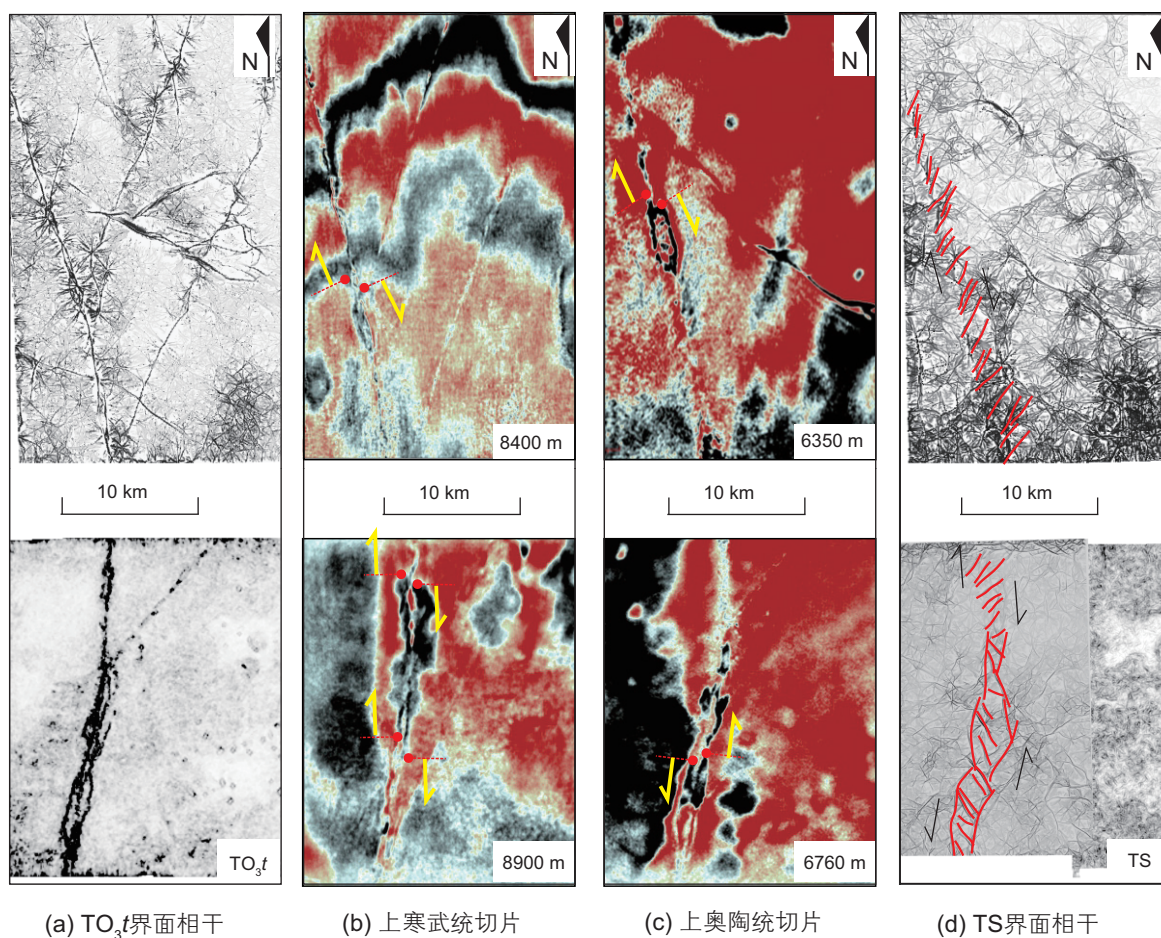 N
N
N
N
8400 m
6350 m
10 km
10 km
10 km
10 km
TO₃t
8900 m
6760 m
TS
(a) TO₃t界面相干
(b) 上寒武统切片
(c) 上奥陶统切片
(d) TS界面相干